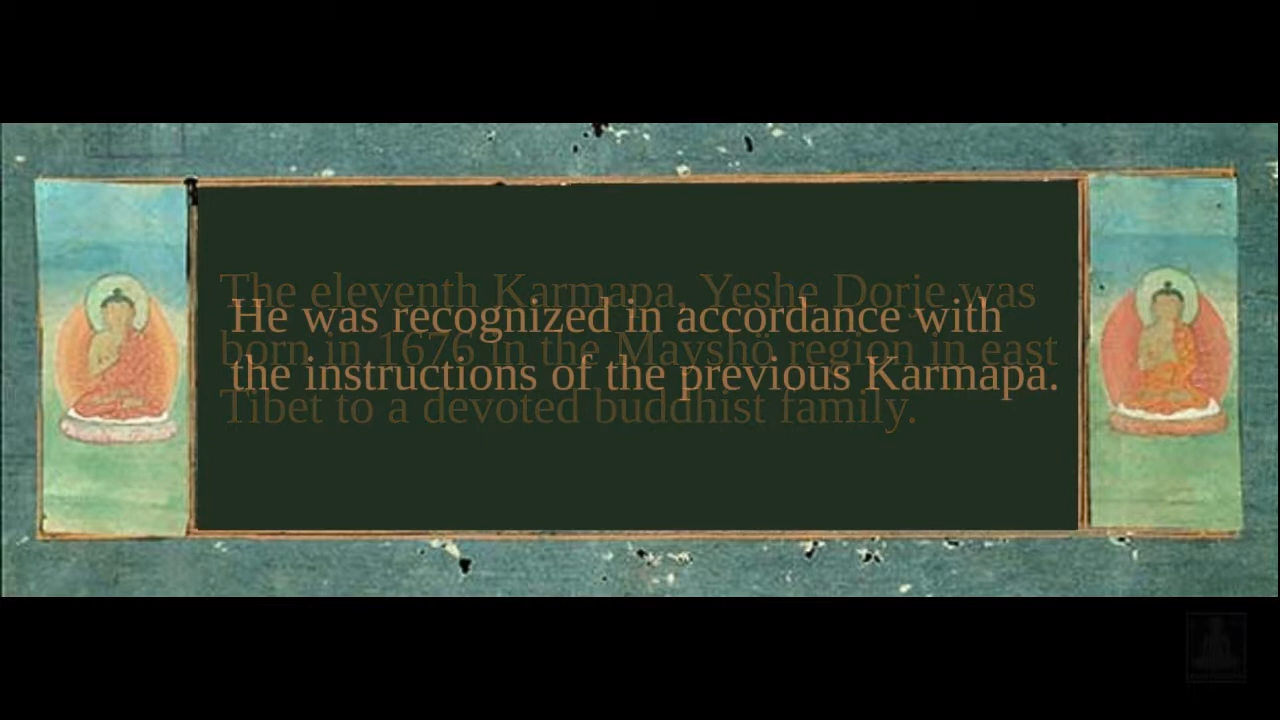 The eleventh Karmapa, Yeshe Dorje was
born in 1676 in the Mayshö region in east
Tibet to a devoted buddhist family.
He was recognized in accordance with
the instructions of the previous Karmapa.